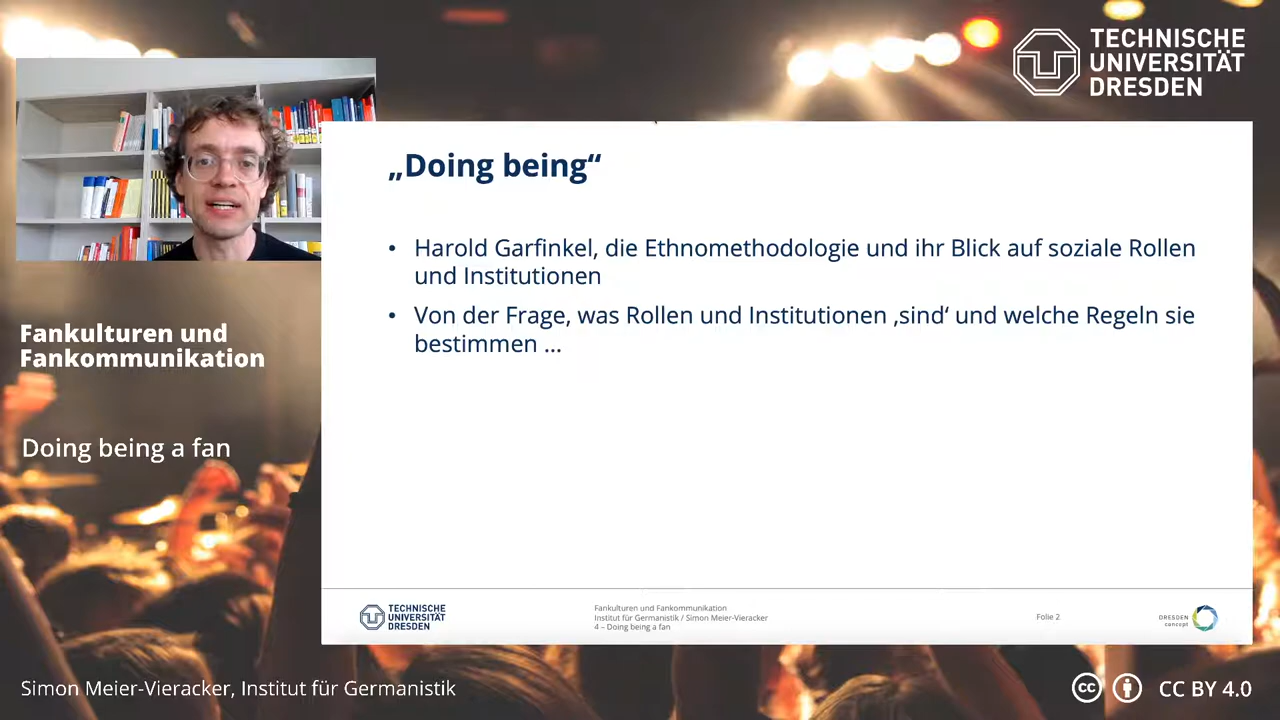 TECHNISCHE
UNIVERSITÄT
DRESDEN
„Doing being“
• Harold Garfinkel, die Ethnomethodologie und ihr Blick auf soziale Rollen
und Institutionen
• Von der Frage, was Rollen und Institutionen ‚sind‘ und welche Regeln sie
bestimmen ...
Fankulturen und
Fankommunikation
Doing being a fan
TECHNISCHE
UNIVERSITÄT
DRESDEN
Fankulturen und Fankommunikation
Institut für Germanistik / Simon Meier-Vieracker
4 – Doing being a fan
Folie 2
DRESDEN
concept
Simon Meier-Vieracker, Institut für Germanistik
cc CC BY 4.0